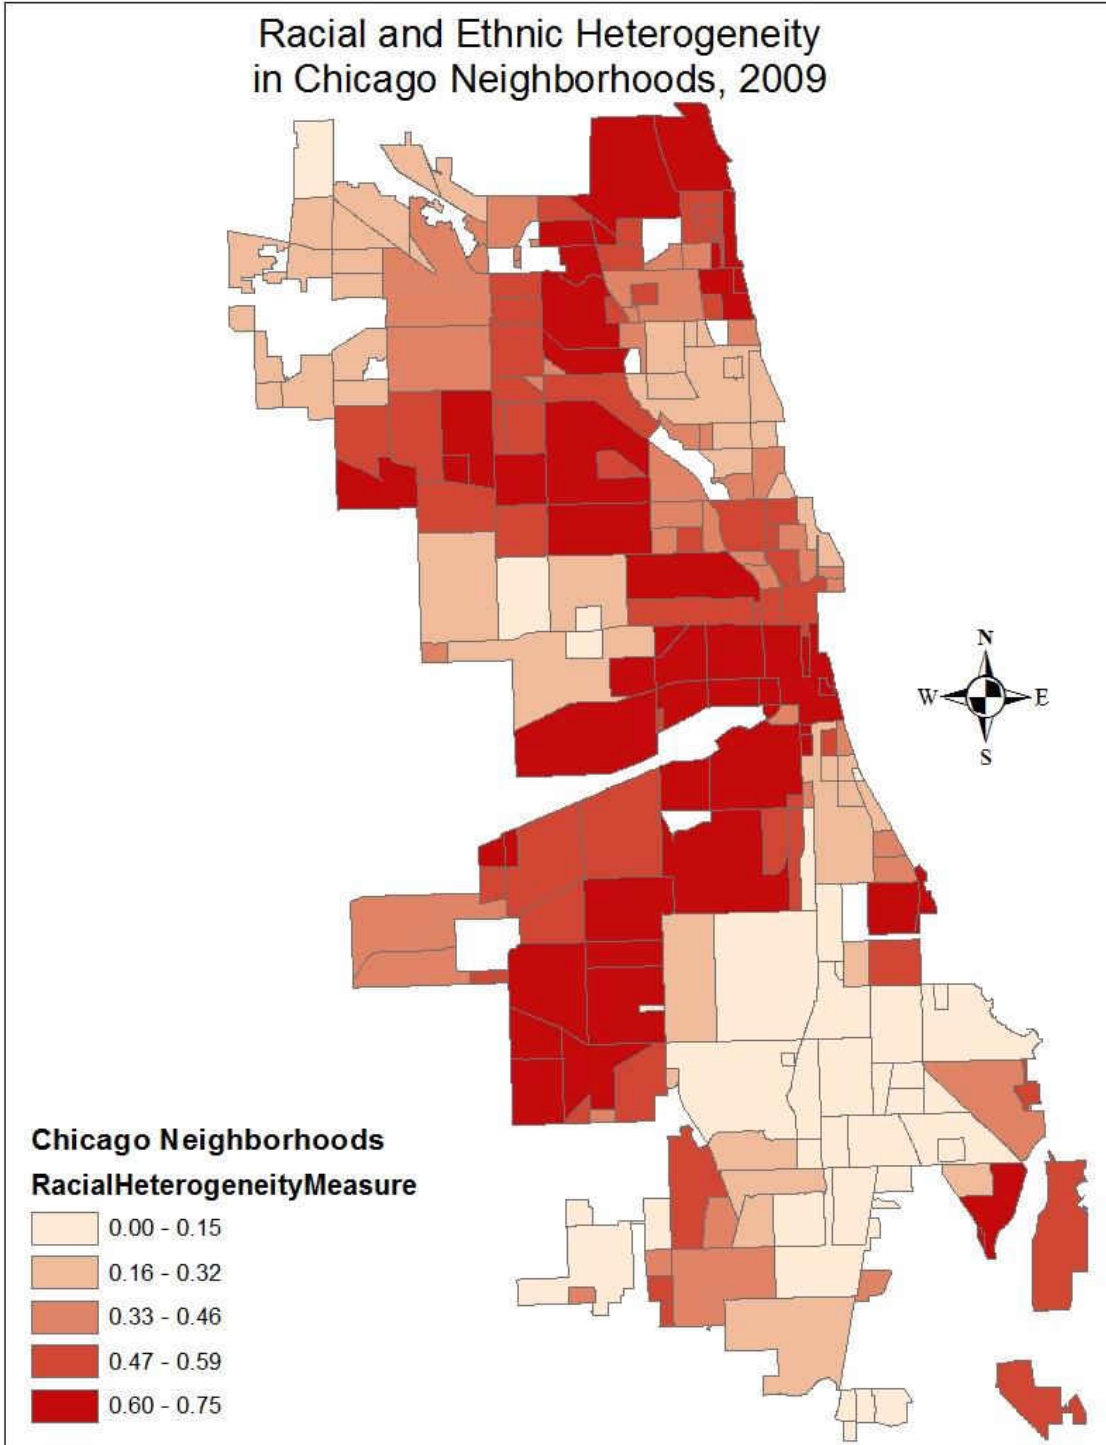 Racial and Ethnic Heterogeneity
in Chicago Neighborhoods, 2009
N
W
E
S
Chicago Neighborhoods
RacialHeterogeneityMeasure
0.00 - 0.15
0.16 - 0.32
0.33 - 0.46
0.47 - 0.59
0.60 - 0.75